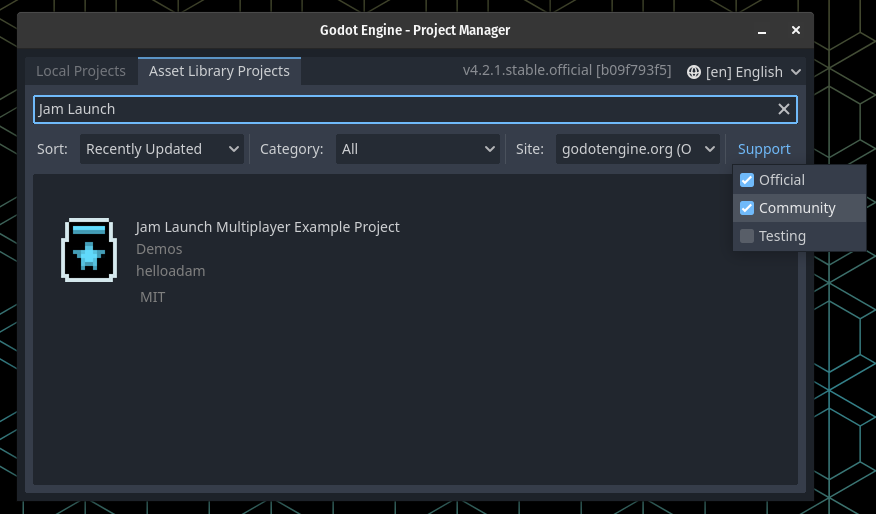 Godot Engine - Project Manager
Local Projects Asset Library Projects v4.2.1.stable.official [b09f793f5] [en] English
Jam Launch
Sort: Recently Updated Category: All Site: godotengine.org (O Support
Official
Community
Testing
Jam Launch Multiplayer Example Project
Demos
helloadam
MIT